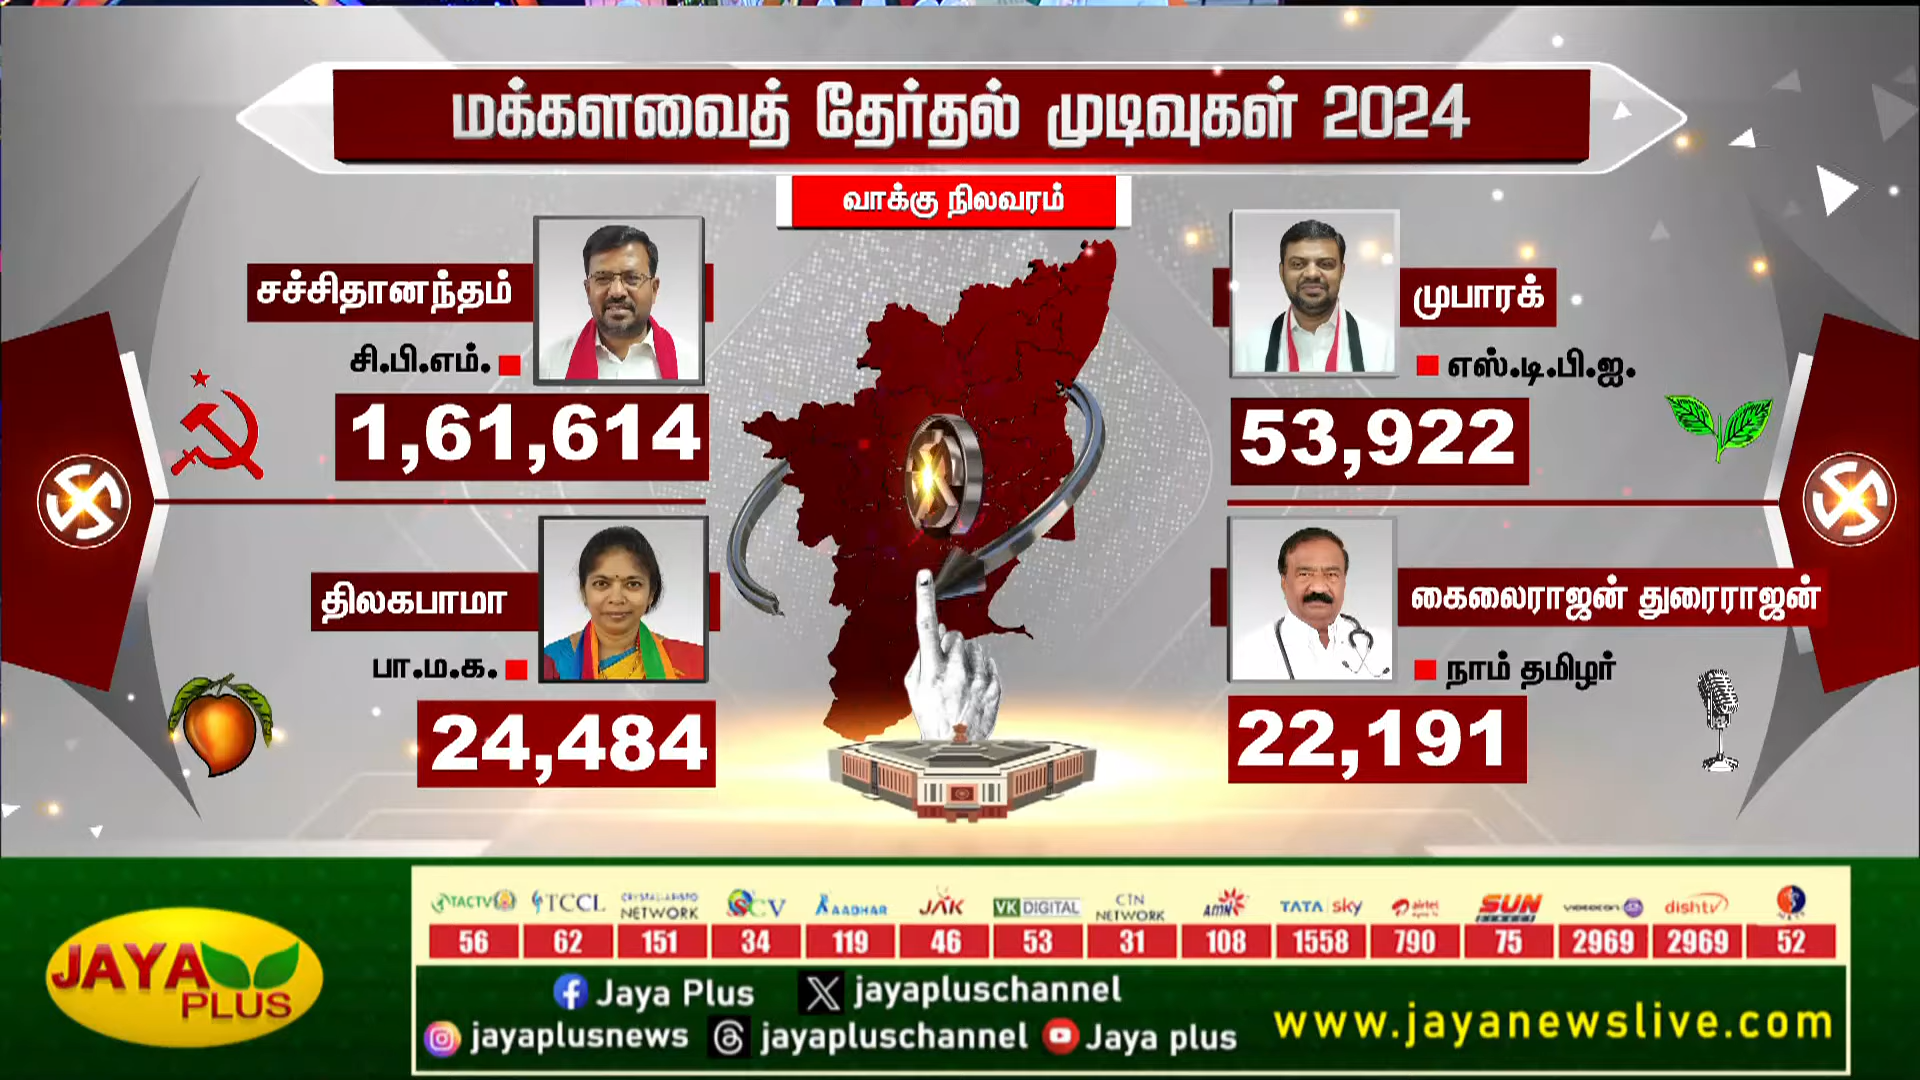 மக்களவைத் தேர்தல் முடிவுகள் 2024
வாக்கு நிலவரம்
சச்சிதானந்தம்
சி.பி.எம்.
1,61,614
முபாரக்
எஸ்.டி.பி.ஐ.
53,922
திலகபாமா
பா.ம.க.
24,484
கைலைராஜன் துரைராஜன்
நாம் தமிழர்
22,191
JAYA
PLUS
TACTV TCCL NETWORK SCV AADHAR JAK VK DIGITAL CTN NETWORK AMN TATA sky airtel SUN dishtv
56 62 151 34 119 46 53 31 108 1558 790 75 2969 2969 52
Jaya Plus jayapluschannel
jayaplusnews jayapluschannel Jaya plus
www.jayanewslive.com